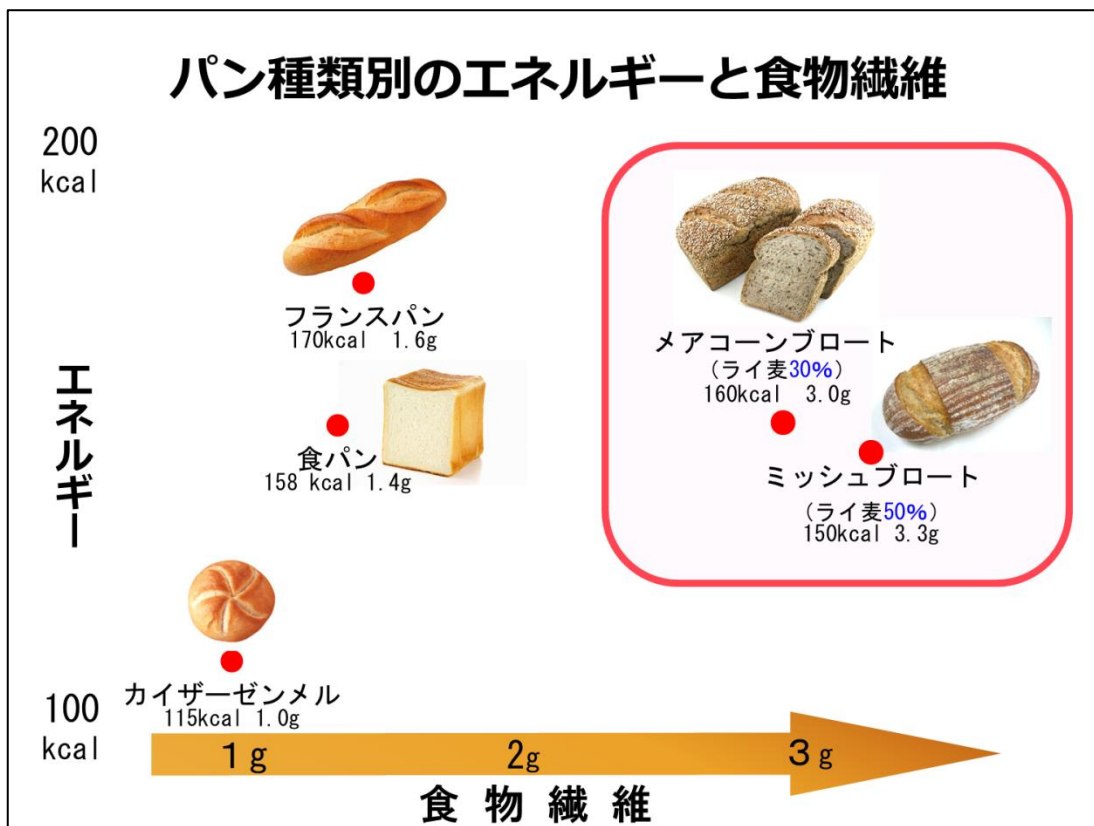 パン種類別のエネルギーと食物繊維
200
kcal
フランスパン
170kcal 1.6g
メアコーンブロート
(ライ麦30%)
160kcal 3.0g
エネルギー
食パン
158 kcal 1.4g
ミッシュブロート
(ライ麦50%)
150kcal 3.3g
カイザーゼンメル
115kcal 1.0g
100
kcal
1g
2g
3g
食物繊維